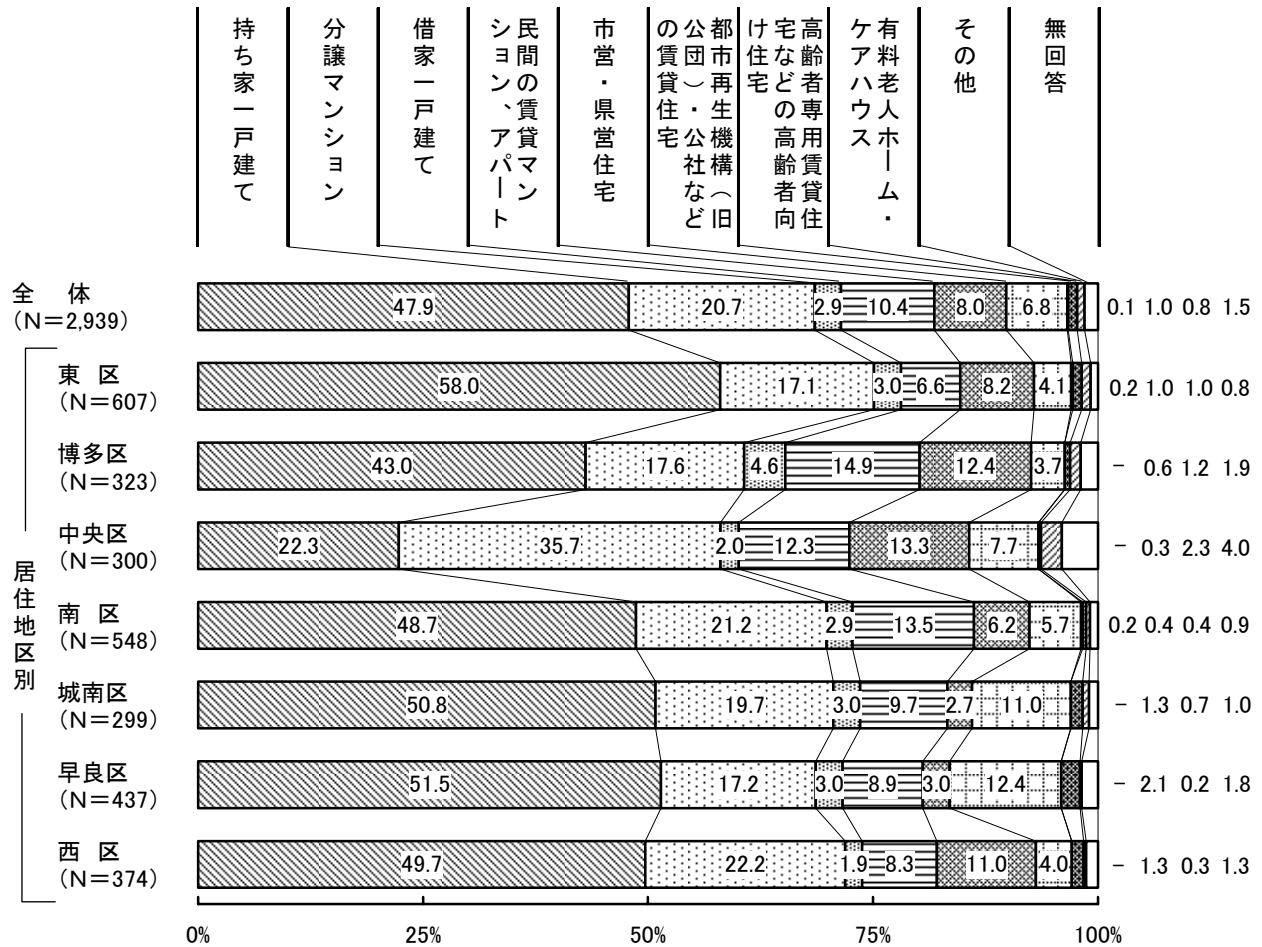 持ち家一戸建て
分譲マンション
借家一戸建て
民間の賃貸マン
ション、アパート
市営・県営住宅
都市再生機構（旧
公団）・公社など
の賃貸住宅
高齢者専用賃貸住
宅などの高齢者向
け住宅
有料老人ホーム・
ケアハウス
その他
無回答
全　体
（N＝2,939）
47.9 20.7 2.9 10.4 8.0 6.8 0.1 1.0 0.8 1.5
居住地区別
東　区
（N＝607）
58.0 17.1 3.0 6.6 8.2 4.1 0.2 1.0 1.0 0.8
博多区
（N＝323）
43.0 17.6 4.6 14.9 12.4 3.7 － 0.6 1.2 1.9
中央区
（N＝300）
22.3 35.7 2.0 12.3 13.3 7.7 － 0.3 2.3 4.0
南　区
（N＝548）
48.7 21.2 2.9 13.5 6.2 5.7 0.2 0.4 0.4 0.9
城南区
（N＝299）
50.8 19.7 3.0 9.7 2.7 11.0 － 1.3 0.7 1.0
早良区
（N＝437）
51.5 17.2 3.0 8.9 3.0 12.4 － 2.1 0.2 1.8
西　区
（N＝374）
49.7 22.2 1.9 8.3 11.0 4.0 － 1.3 0.3 1.3
0% 25% 50% 75% 100%